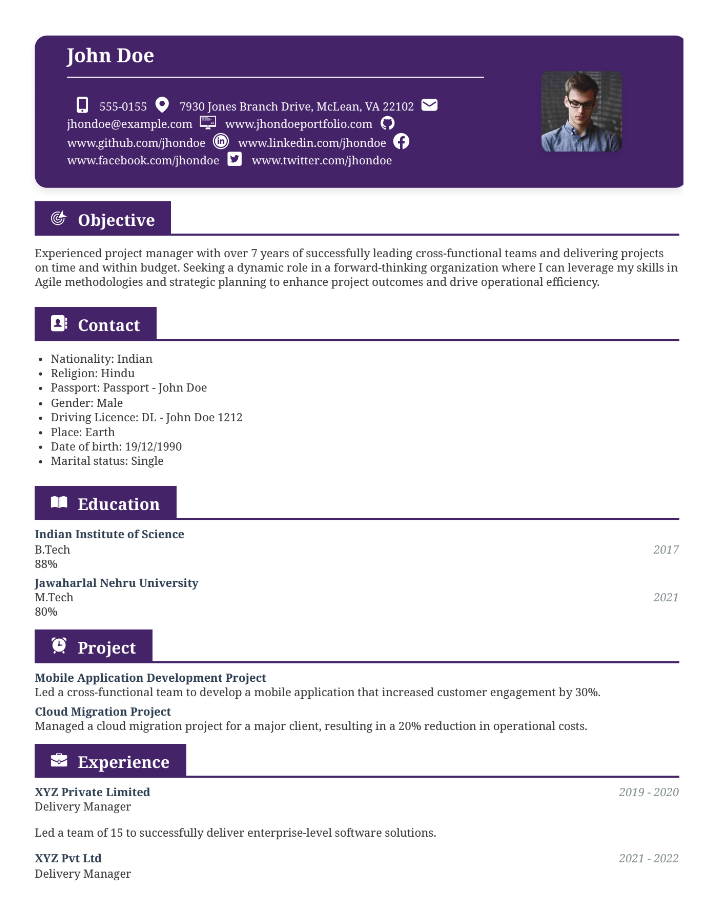 John Doe
555-0155 7930 Jones Branch Drive, McLean, VA 22102
jhondoe@example.com www.jhondoeportfolio.com
www.github.com/jhondoe www.linkedin.com/jhondoe
www.facebook.com/jhondoe www.twitter.com/jhondoe
Objective
Experienced project manager with over 7 years of successfully leading cross-functional teams and delivering projects
on time and within budget. Seeking a dynamic role in a forward-thinking organization where I can leverage my skills in
Agile methodologies and strategic planning to enhance project outcomes and drive operational efficiency.
Contact
• Nationality: Indian
• Religion: Hindu
• Passport: Passport - John Doe
• Gender: Male
• Driving Licence: DL - John Doe 1212
• Place: Earth
• Date of birth: 19/12/1990
• Marital status: Single
Education
Indian Institute of Science
B.Tech 2017
88%
Jawaharlal Nehru University
M.Tech 2021
80%
Project
Mobile Application Development Project
Led a cross-functional team to develop a mobile application that increased customer engagement by 30%.
Cloud Migration Project
Managed a cloud migration project for a major client, resulting in a 20% reduction in operational costs.
Experience
XYZ Private Limited 2019 - 2020
Delivery Manager
Led a team of 15 to successfully deliver enterprise-level software solutions.
XYZ Pvt Ltd 2021 - 2022
Delivery Manager